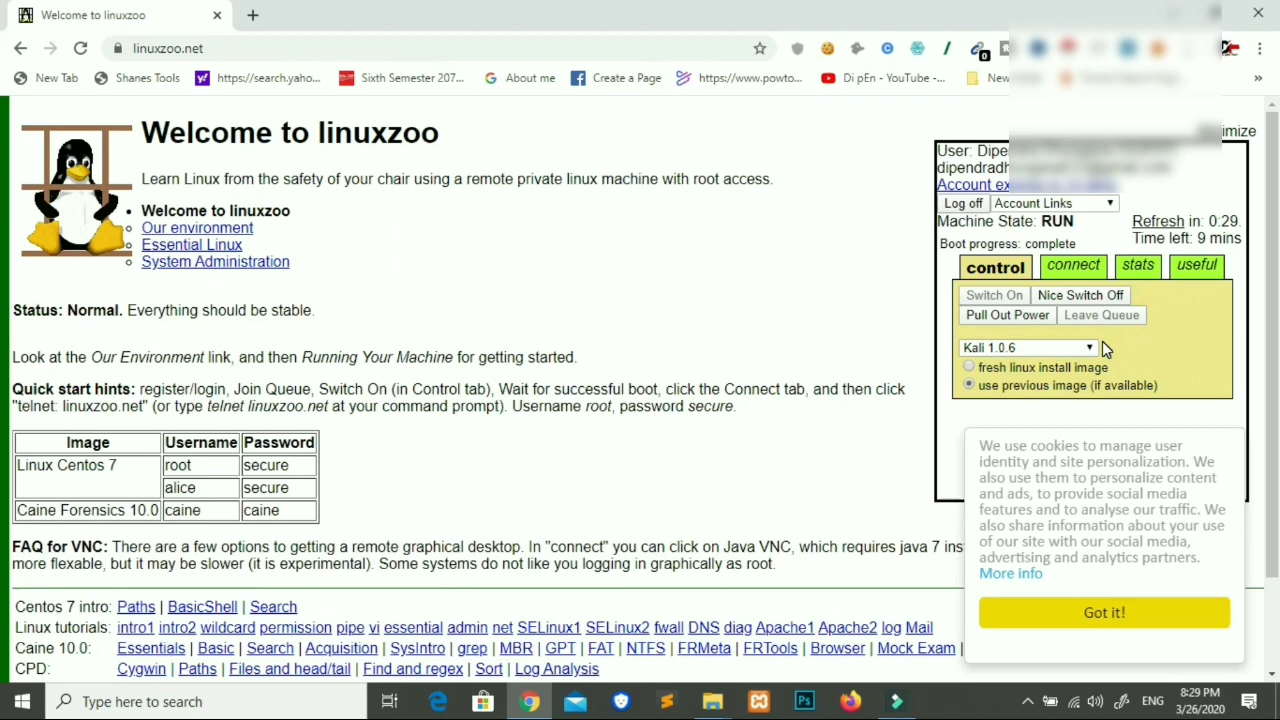 Welcome to linuxzoo
linuxzoo.net
0
New Tab
Shanes Tools
https://search.yaho...
Sixth Semester 207...
About me
Create a Page
https://www.powto...
Di pEn - YouTube -...
New
»
Welcome to linuxzoo
Learn Linux from the safety of your chair using a remote private linux machine with root access.
Welcome to linuxzoo
Our environment
Essential Linux
System Administration
Status: Normal. Everything should be stable.
Look at the Our Environment link, and then Running Your Machine for getting started.
Quick start hints: register/login, Join Queue, Switch On (in Control tab), Wait for successful boot, click the Connect tab, and then click
"telnet: linuxzoo.net" (or type telnet linuxzoo.net at your command prompt). Username root, password secure.
Image Username Password
Linux Centos 7 root secure
alice secure
Caine Forensics 10.0 caine caine
FAQ for VNC: There are a few options to getting a remote graphical desktop. In "connect" you can click on Java VNC, which requires java 7 inst
more flexible, but it may be slower (it is experimental). Some systems do not like you logging in graphically as root.
Centos 7 intro: Paths | BasicShell | Search
Linux tutorials: intro1 intro2 wildcard permission pipe vi essential admin net SELinux1 SELinux2 fwall DNS diag Apache1 Apache2 log Mail
Caine 10.0: Essentials | Basic | Search | Acquisition | SysIntro | grep | MBR | GPT | FAT | NTFS | FRMeta | FRTools | Browser | Mock Exam |
CPD: Cygwin | Paths | Files and head/tail | Find and regex | Sort | Log Analysis
User:
Account
Log off Account Links
Machine State: RUN
Refresh in: 0:29.
Boot progress: complete
Time left: 9 mins
control connect stats useful
Switch On Nice Switch Off
Pull Out Power Leave Queue
Kali 1.0.6
fresh linux install image
use previous image (if available)
We use cookies to manage user
identity and site personalization. We
also use them to personalize content
and ads, to provide social media
features and to analyse our traffic. We
also share information about your use
of our site with our social media,
advertising and analytics partners.
More info
Got it!
Type here to search
ENG
8:29 PM
3/26/2020